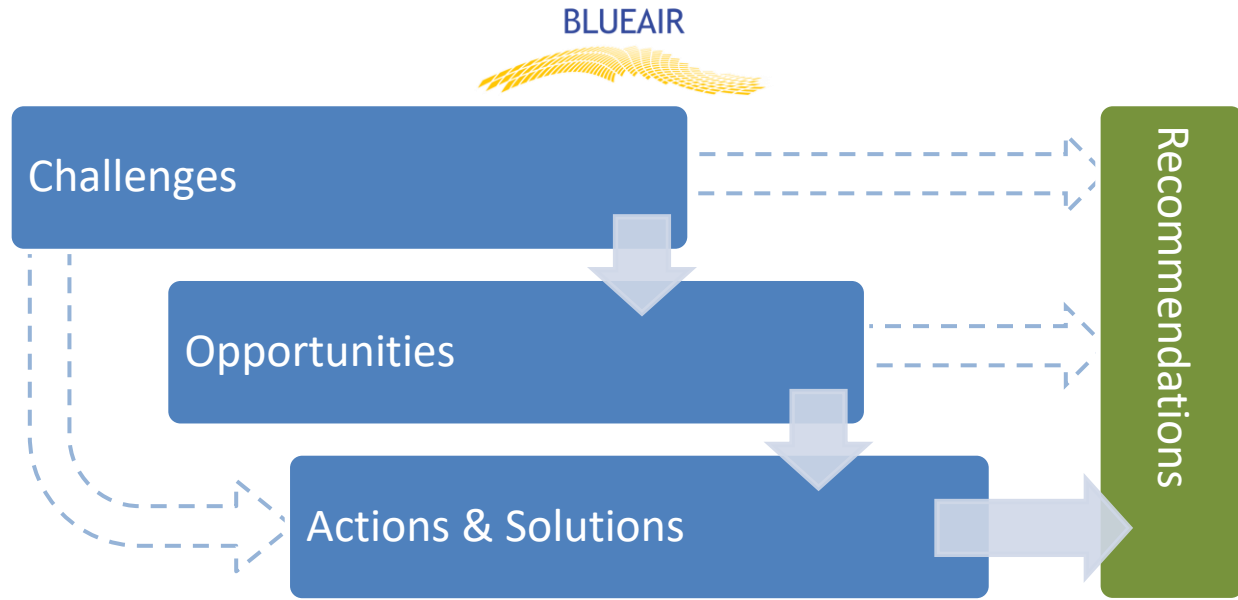 BLUEAIR
Challenges
Opportunities
Actions & Solutions
Recommendations